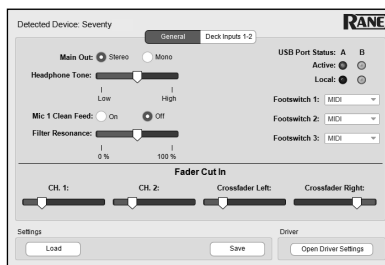 Detected Device: Seventy
RANE
General
Deck Inputs 1-2
Main Out: Stereo Mono
USB Port Status: A B
Active:
Local:
Headphone Tone:
Low High
Footswitch 1: MIDI
Mic 1 Clean Feed: On Off
Footswitch 2: MIDI
Filter Resonance:
Footswitch 3: MIDI
0 % 100 %
Fader Cut In
CH. 1: CH. 2: Crossfader Left: Crossfader Right:
Settings
Driver
Load
Save
Open Driver Settings